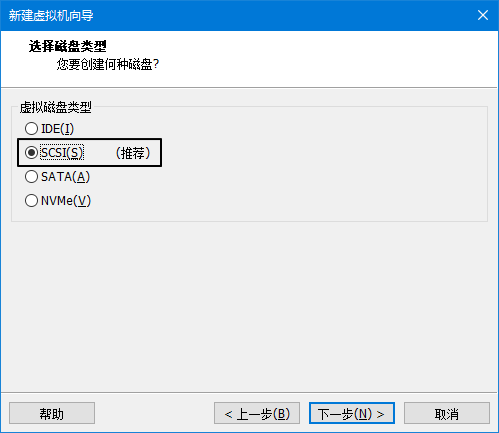 新建虚拟机向导
选择磁盘类型
您要创建何种磁盘?
虚拟磁盘类型
IDE(I)
SCSI(S) （推荐）
SATA(A)
NVMe(V)
帮助
< 上一步(B)
下一步(N) >
取消